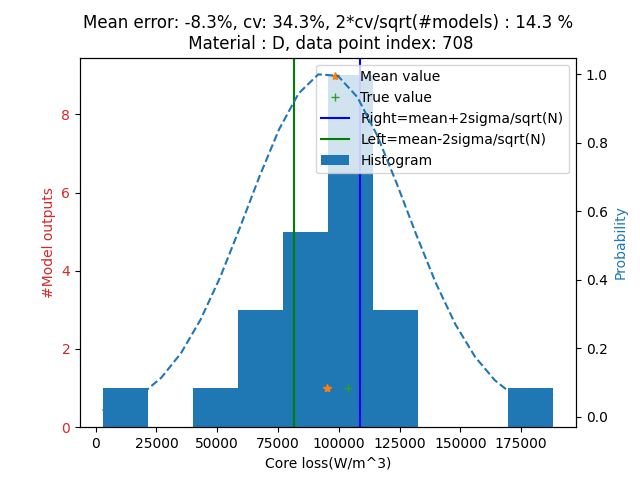 Mean error: -8.3%, cv: 34.3%, 2*cv/sqrt(#models) : 14.3 %
Material : D, data point index: 708
Mean value
True value
Right=mean+2sigma/sqrt(N)
Left=mean-2sigma/sqrt(N)
Histogram
#Model outputs
8
6
4
2
0
1.0
0.8
0.6
0.4
0.2
0.0
Probability
0 25000 50000 75000 100000 125000 150000 175000
Core loss(W/m^3)